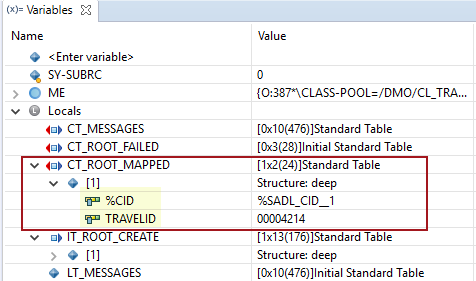 (x)= Variables
Name Value
<Enter variable>
SY-SUBRC 0
ME {O:387*\CLASS-POOL=/DMO/CL_TRA...
Locals
CT_MESSAGES [0x10(476)]Standard Table
CT_ROOT_FAILED [0x3(28)]Initial Standard Table
CT_ROOT_MAPPED [1x2(24)]Standard Table
[1] Structure: deep
%CID %SADL_CID__1
TRAVELID 00004214
IT_ROOT_CREATE [1x13(176)]Standard Table
[1] Structure: deep
LT_MESSAGES [0x10(476)]Initial Standard Table